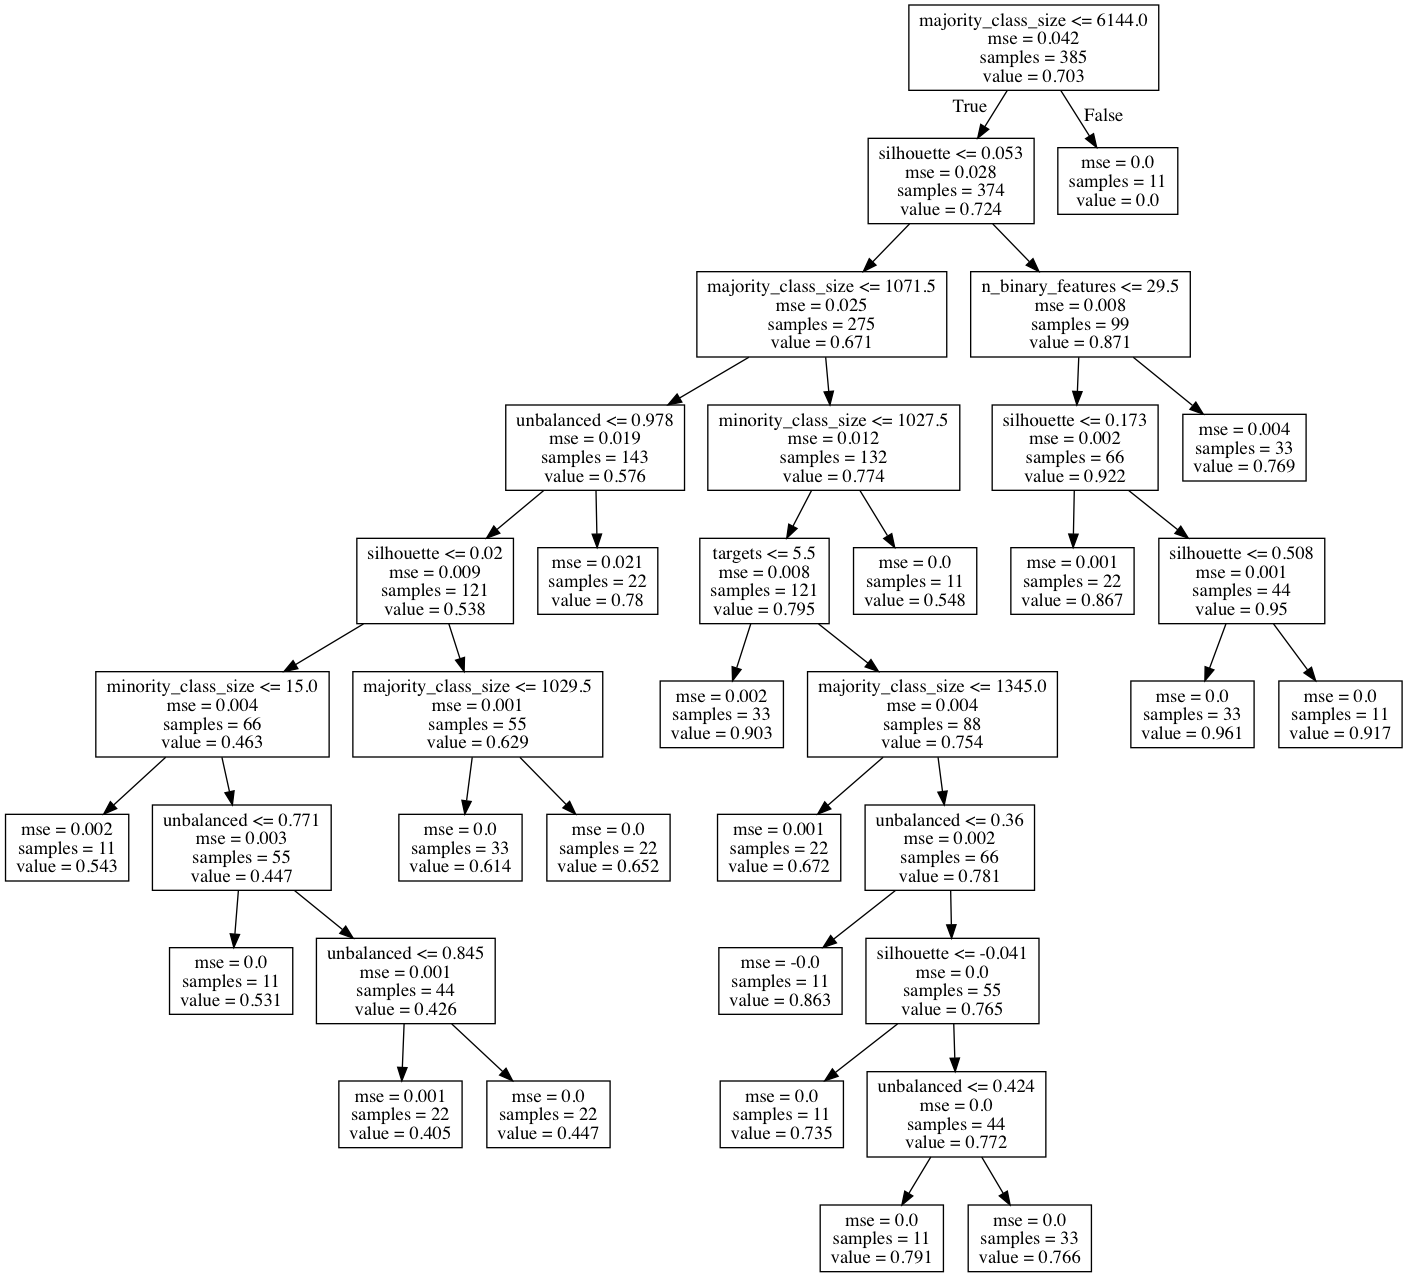 majority_class_size <= 6144.0
mse = 0.042
samples = 385
value = 0.703
True
False
silhouette <= 0.053
mse = 0.028
samples = 374
value = 0.724
mse = 0.0
samples = 11
value = 0.0
majority_class_size <= 1071.5
mse = 0.025
samples = 275
value = 0.671
n_binary_features <= 29.5
mse = 0.008
samples = 99
value = 0.871
unbalanced <= 0.978
mse = 0.019
samples = 143
value = 0.576
minority_class_size <= 1027.5
mse = 0.012
samples = 132
value = 0.774
silhouette <= 0.173
mse = 0.002
samples = 66
value = 0.922
mse = 0.004
samples = 33
value = 0.769
silhouette <= 0.02
mse = 0.009
samples = 121
value = 0.538
mse = 0.021
samples = 22
value = 0.78
targets <= 5.5
mse = 0.008
samples = 121
value = 0.795
mse = 0.0
samples = 11
value = 0.548
mse = 0.001
samples = 22
value = 0.867
silhouette <= 0.508
mse = 0.001
samples = 44
value = 0.95
minority_class_size <= 15.0
mse = 0.004
samples = 66
value = 0.463
majority_class_size <= 1029.5
mse = 0.001
samples = 55
value = 0.629
mse = 0.002
samples = 33
value = 0.903
majority_class_size <= 1345.0
mse = 0.004
samples = 88
value = 0.754
mse = 0.0
samples = 33
value = 0.961
mse = 0.0
samples = 11
value = 0.917
mse = 0.002
samples = 11
value = 0.543
unbalanced <= 0.771
mse = 0.003
samples = 55
value = 0.447
mse = 0.0
samples = 33
value = 0.614
mse = 0.0
samples = 22
value = 0.652
mse = 0.001
samples = 22
value = 0.672
unbalanced <= 0.36
mse = 0.002
samples = 66
value = 0.781
mse = 0.0
samples = 11
value = 0.531
unbalanced <= 0.845
mse = 0.001
samples = 44
value = 0.426
mse = -0.0
samples = 11
value = 0.863
silhouette <= -0.041
mse = 0.0
samples = 55
value = 0.765
mse = 0.001
samples = 22
value = 0.405
mse = 0.0
samples = 22
value = 0.447
mse = 0.0
samples = 11
value = 0.735
unbalanced <= 0.424
mse = 0.0
samples = 44
value = 0.772
mse = 0.0
samples = 11
value = 0.791
mse = 0.0
samples = 33
value = 0.766